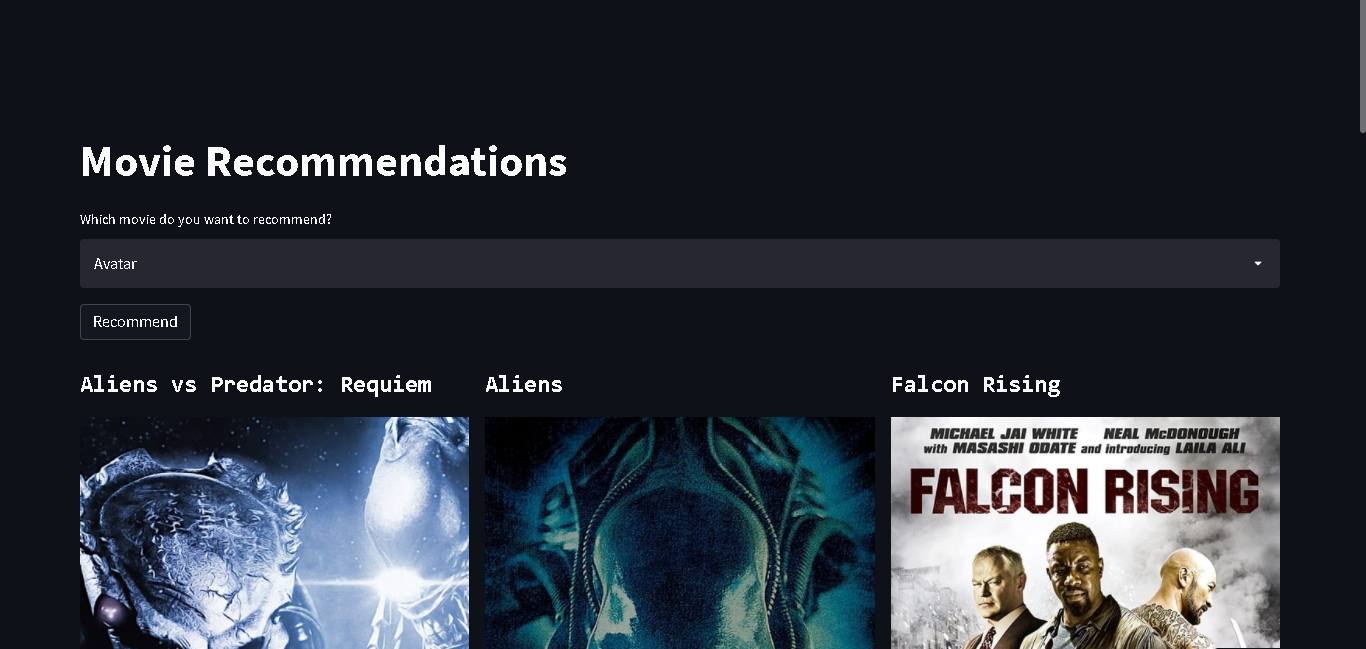 Movie Recommendations
Which movie do you want to recommend?
Avatar
Recommend
Aliens vs Predator: Requiem
Aliens
Falcon Rising
MICHAEL JAI WHITE NEAL McDONOUGH
with MASASHI ODATE and introducing LAILA ALI
FALCON RISING